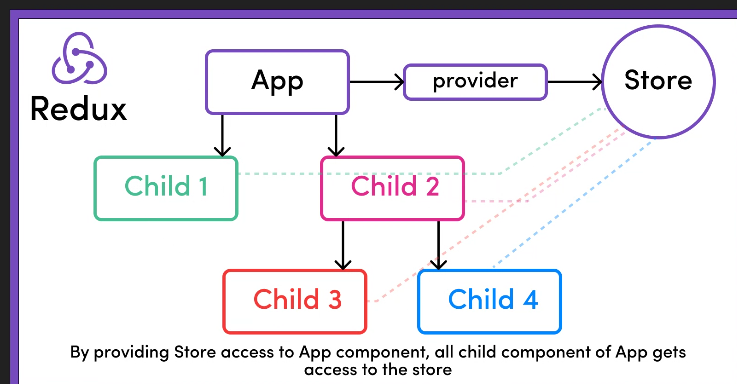 App
provider
Store
Redux
Child 1
Child 2
Child 3
Child 4
By providing Store access to App component, all child component of App gets
access to the store